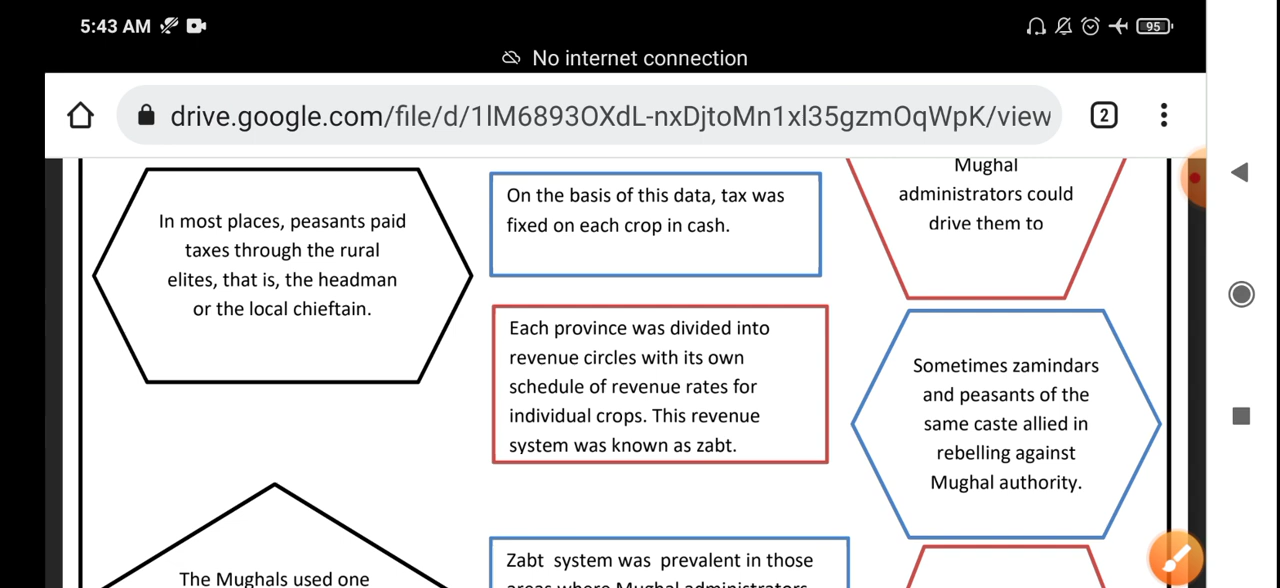 5:43 AM
95
No internet connection
drive.google.com/file/d/1lM6893OXdL-nxDjtoMn1xl35gzmOqWpK/view
2
In most places, peasants paid
taxes through the rural
elites, that is, the headman
or the local chieftain.
On the basis of this data, tax was
fixed on each crop in cash.
Mughal
administrators could
drive them to
Each province was divided into
revenue circles with its own
schedule of revenue rates for
individual crops. This revenue
system was known as zabt.
Sometimes zamindars
and peasants of the
same caste allied in
rebelling against
Mughal authority.
The Mughals used one
Zabt system was prevalent in those
areas where Mughal administrators